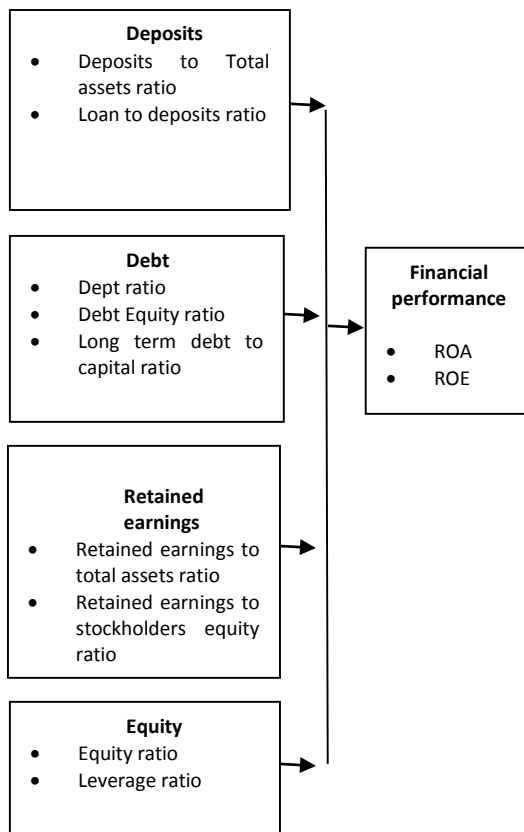 Deposits
• Deposits to Total
assets ratio
• Loan to deposits ratio
Debt
• Dept ratio
• Debt Equity ratio
• Long term debt to
capital ratio
Retained
earnings
• Retained earnings to
total assets ratio
• Retained earnings to
stockholders equity
ratio
Equity
• Equity ratio
• Leverage ratio
Financial
performance
• ROA
• ROE